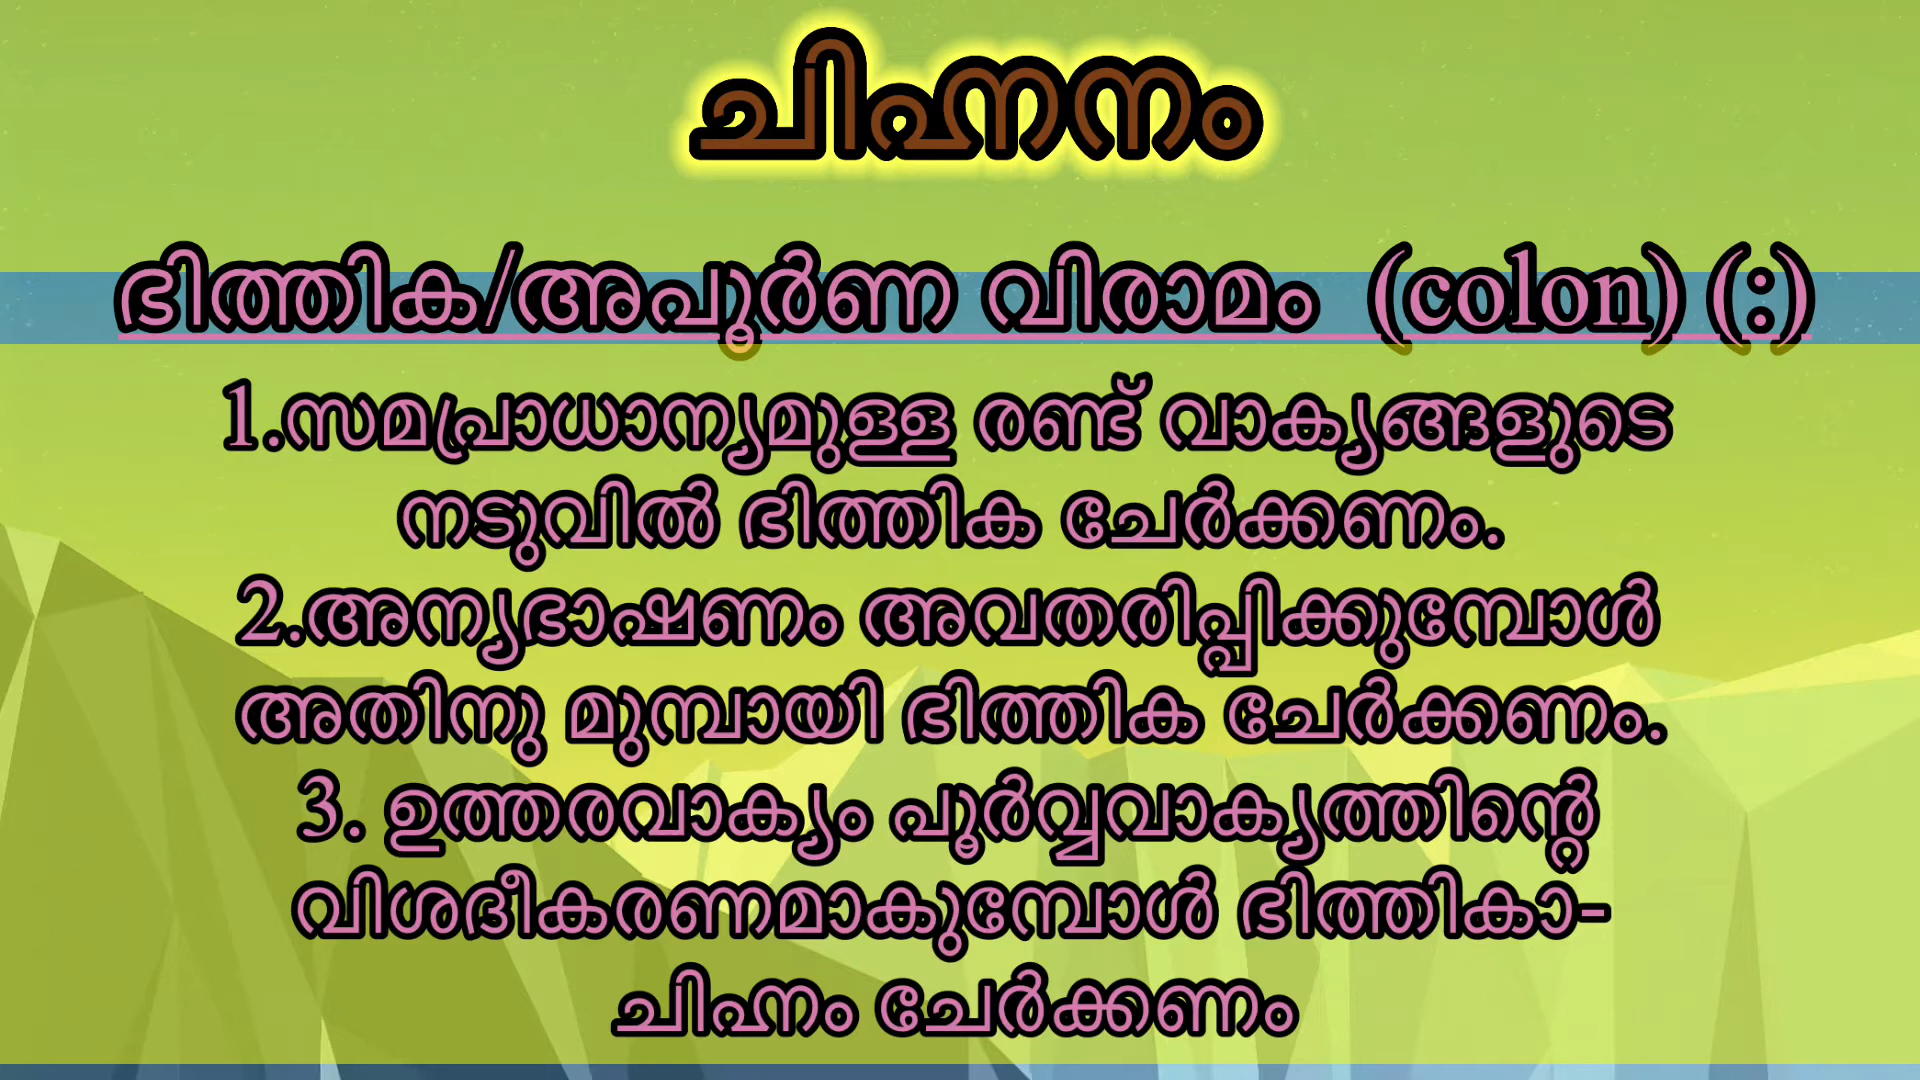 ചിഹ്നനം
ഭിത്തിക/അപൂർണ വിരാമം (colon) (:)
1.സമപ്രാധാന്യമുള്ള രണ്ട് വാക്യങ്ങളുടെ
നടുവിൽ ഭിത്തിക ചേർക്കണം.
2.അന്യഭാഷണം അവതരിപ്പിക്കുമ്പോൾ
അതിനു മുമ്പായി ഭിത്തിക ചേർക്കണം.
3. ഉത്തരവാക്യം പൂർവ്വവാക്യത്തിന്റെ
വിശദീകരണമാകുമ്പോൾ ഭിത്തികാ-
ചിഹ്നം ചേർക്കണം